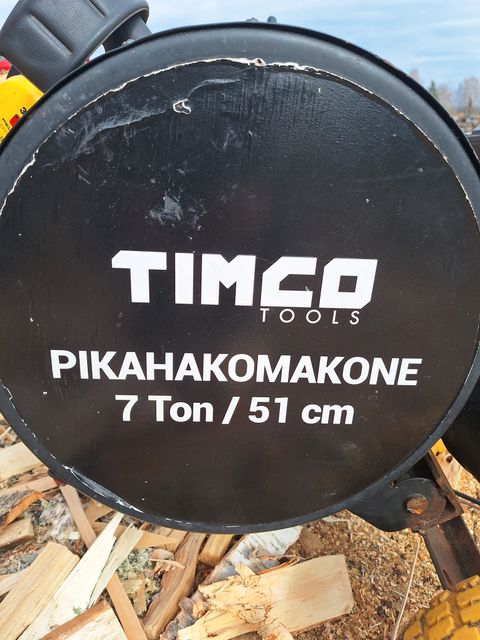 TIMCO
TOOLS
PIKAHAKOMAKONE
7 Ton / 51 cm